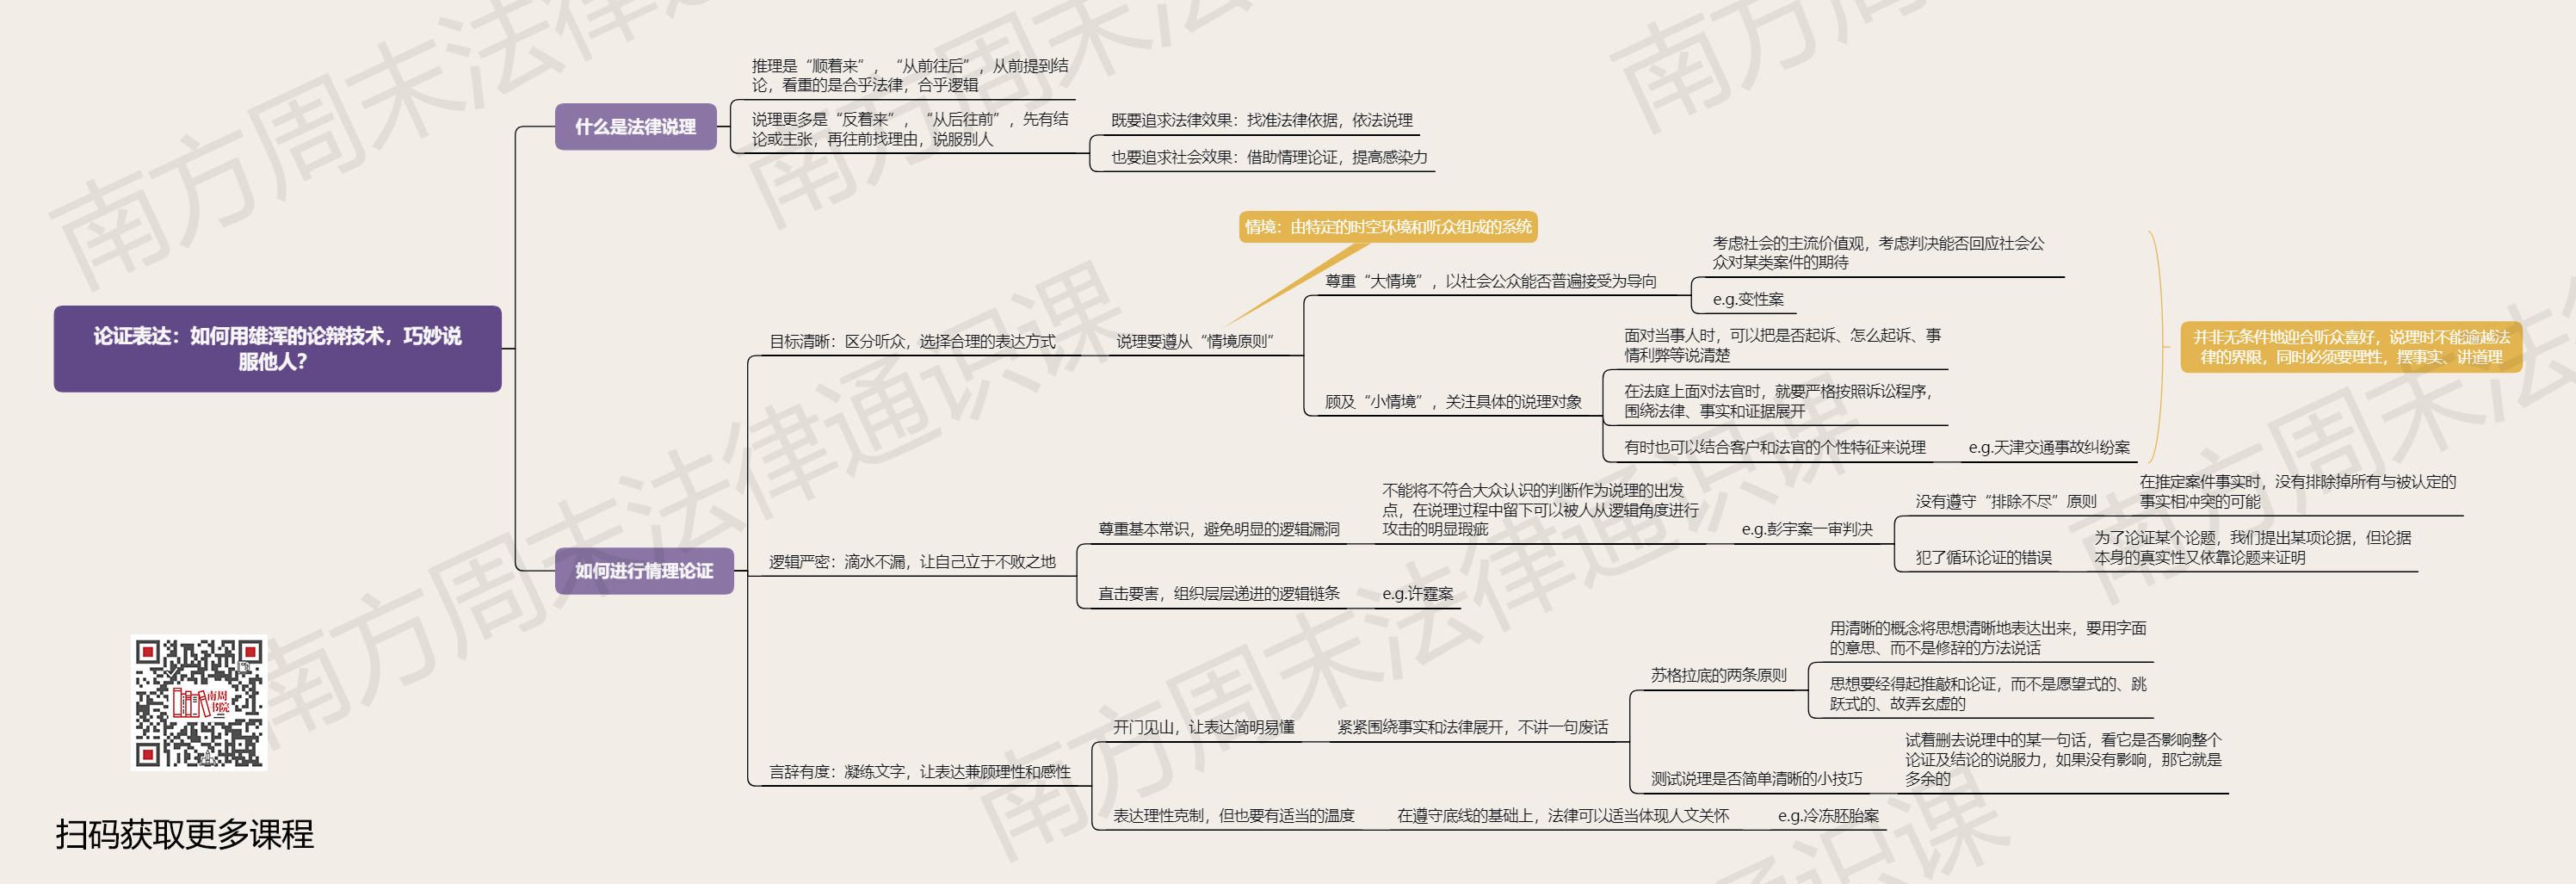 论证表达：如何用雄浑的论辩技术，巧妙说
服他人？
什么是法律说理
推理是“顺着来”，“从前往后”，从前提到结
论，看重的是合乎法律，合乎逻辑
说理更多是“反着来”，“从后往前”，先有结
论或主张，再往前找理由，说服别人
既要追求法律效果：找准法律依据，依法说理
也要追求社会效果：借助情理论证，提高感染力
如何进行情理论证
目标清晰：区分听众，选择合理的表达方式
说理要遵从“情境原则”
情境：由特定的时空环境和听众组成的系统
尊重“大情境”，以社会公众能否普遍接受为导向
考虑社会的主流价值观，考虑判决能否回应社会公
众对某类案件的期待
e.g.变性案
顾及“小情境”，关注具体的说理对象
面对当事人时，可以把是否起诉、怎么起诉、事
情利弊等说清楚
在法庭上面对法官时，就要严格按照诉讼程序，
围绕法律、事实和证据展开
有时也可以结合客户和法官的个性特征来说理
e.g.天津交通事故纠纷案
并非无条件地迎合听众喜好，说理时不能逾越法
律的界限，同时必须要理性，摆事实、讲道理
逻辑严密：滴水不漏，让自己立于不败之地
尊重基本常识，避免明显的逻辑漏洞
不能将不符合大众认识的判断作为说理的出发
点，在说理过程中留下可以被人从逻辑角度进行
攻击的明显瑕疵
e.g.彭宇案一审判决
没有遵守“排除不尽”原则
在推定案件事实时，没有排除掉所有与被认定的
事实相冲突的可能
犯了循环论证的错误
为了论证某个论题，我们提出某项论据，但论据
本身的真实性又依靠论题来证明
直击要害，组织层层递进的逻辑链条
e.g.许霆案
言辞有度：凝练文字，让表达兼顾理性和感性
开门见山，让表达简明易懂
紧紧围绕事实和法律展开，不讲一句废话
苏格拉底的两条原则
用清晰的概念将思想清晰地表达出来，要用字面
的意思、而不是修辞的方法说话
思想要经得起推敲和论证，而不是愿望式的、跳
跃式的、故弄玄虚的
测试说理是否简单清晰的小技巧
试着删去说理中的某一句话，看它是否影响整个
论证及结论的说服力，如果没有影响，那它就是
多余的
表达理性克制，但也要有适当的温度
在遵守底线的基础上，法律可以适当体现人文关怀
e.g.冷冻胚胎案
南周
书院
扫码获取更多课程
南方周末法律通识课